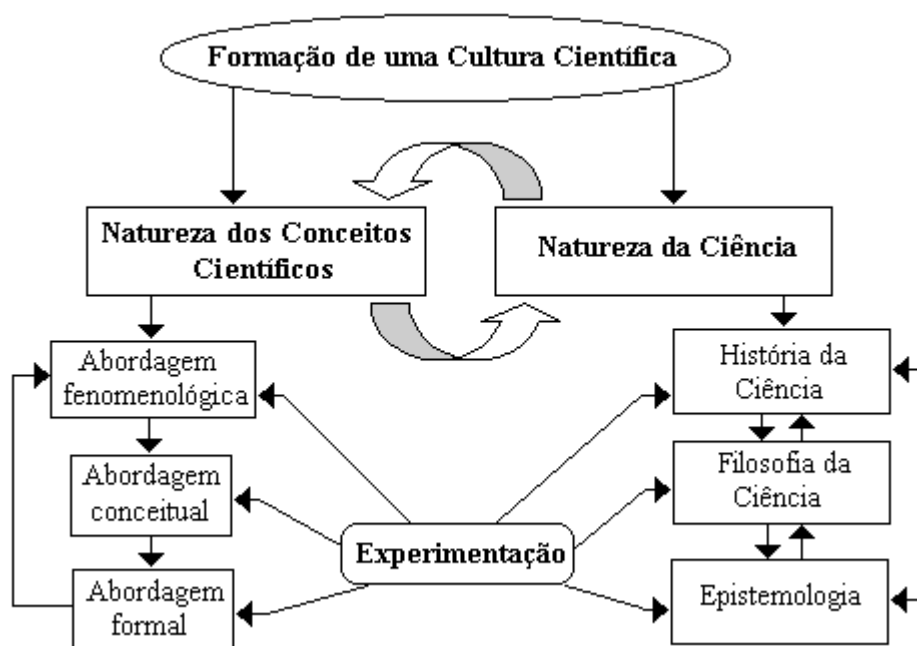 Formação de uma Cultura Científica
Natureza dos Conceitos
Científicos
Natureza da Ciência
Abordagem
fenomenológica
Abordagem
conceitual
Abordagem
formal
Experimentação
História da
Ciência
Filosofia da
Ciência
Epistemologia